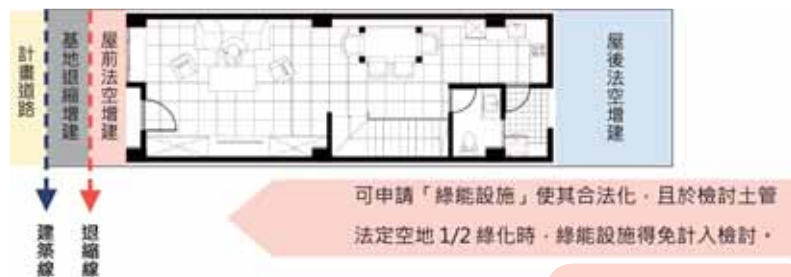 計畫道路
基地退縮增建
屋前法空增建
屋後法空增建
建築線
退縮線
可申請「綠能設施」使其合法化，且於檢討土管
法定空地 1/2 綠化時，綠能設施得免計入檢討。